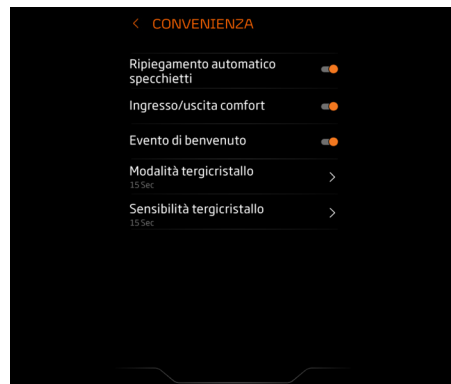 < CONVENIENZA
Ripiegamento automatico
specchietti
Ingresso/uscita comfort
Evento di benvenuto
Modalità tergicristallo
15 Sec
Sensibilità tergicristallo
15 Sec